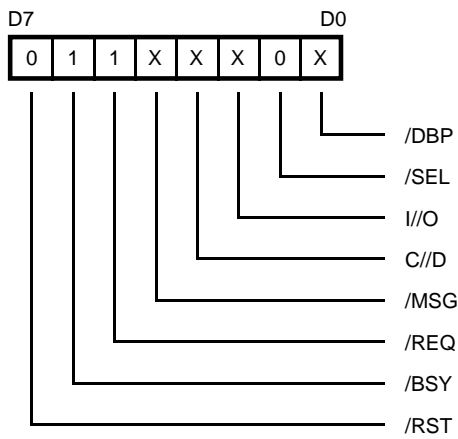 D7 D0
0 1 1 X X X 0 X
/DBP
/SEL
I//O
C//D
/MSG
/REQ
/BSY
/RST